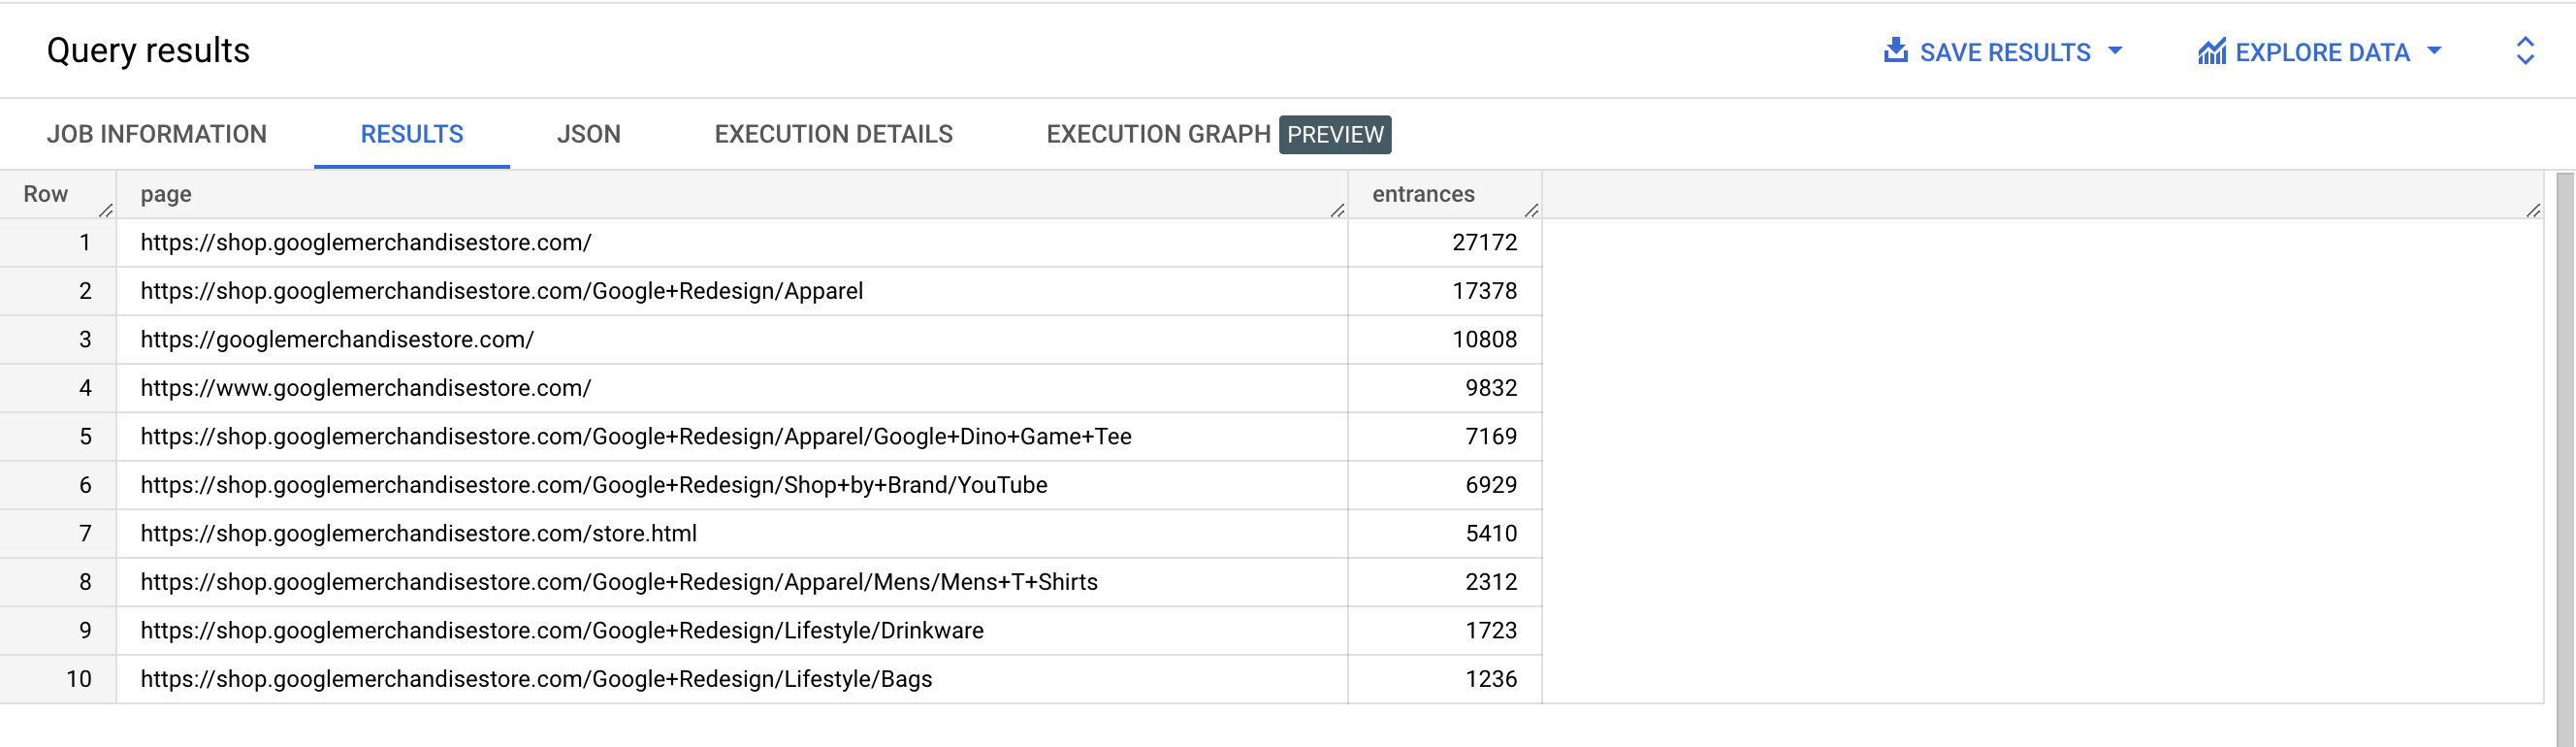 Query results
SAVE RESULTS
EXPLORE DATA
JOB INFORMATION RESULTS JSON EXECUTION DETAILS EXECUTION GRAPH PREVIEW
Row page entrances
1 https://shop.googlemerchandisestore.com/ 27172
2 https://shop.googlemerchandisestore.com/Google+Redesign/Apparel 17378
3 https://googlemerchandisestore.com/ 10808
4 https://www.googlemerchandisestore.com/ 9832
5 https://shop.googlemerchandisestore.com/Google+Redesign/Apparel/Google+Dino+Game+Tee 7169
6 https://shop.googlemerchandisestore.com/Google+Redesign/Shop+by+Brand/YouTube 6929
7 https://shop.googlemerchandisestore.com/store.html 5410
8 https://shop.googlemerchandisestore.com/Google+Redesign/Apparel/Mens/Mens+T+Shirts 2312
9 https://shop.googlemerchandisestore.com/Google+Redesign/Lifestyle/Drinkware 1723
10 https://shop.googlemerchandisestore.com/Google+Redesign/Lifestyle/Bags 1236